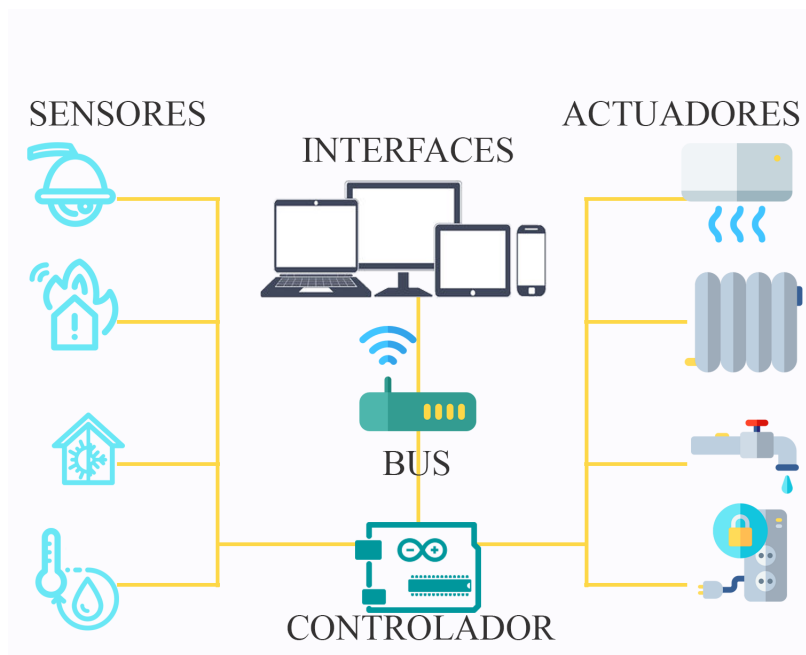 SENSORES
ACTUADORES
INTERFACES
BUS
CONTROLADOR